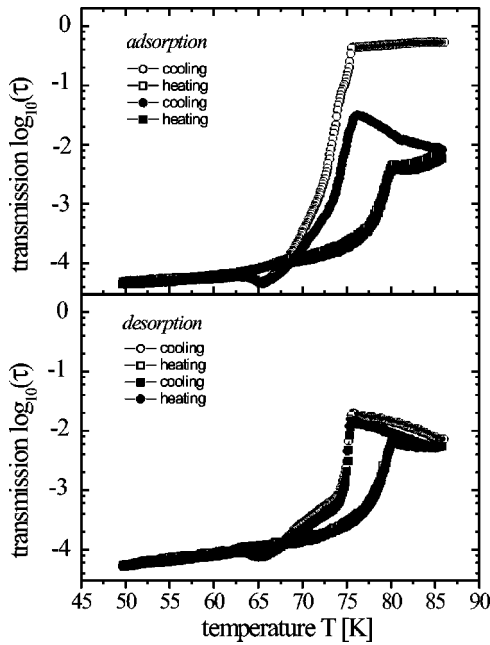 0
-1
-2
-3
-4
transmission log10(τ)
adsorption
cooling
heating
cooling
heating
0
-1
-2
-3
-4
transmission log10(τ)
desorption
cooling
heating
cooling
heating
45 50 55 60 65 70 75 80 85 90
temperature T [K]